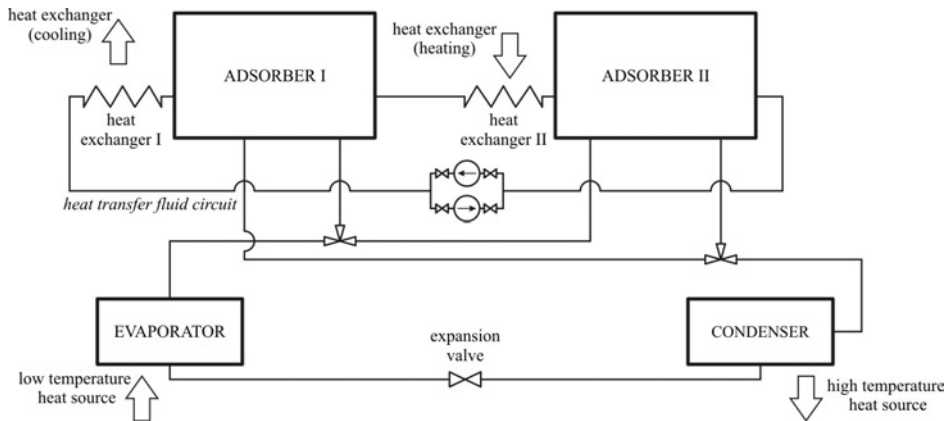 heat exchanger
(cooling)
ADSORBER I
heat exchanger
(heating)
ADSORBER II
heat
exchanger I
heat
exchanger II
heat transfer fluid circuit
EVAPORATOR
expansion
valve
CONDENSER
low temperature
heat source
high temperature
heat source